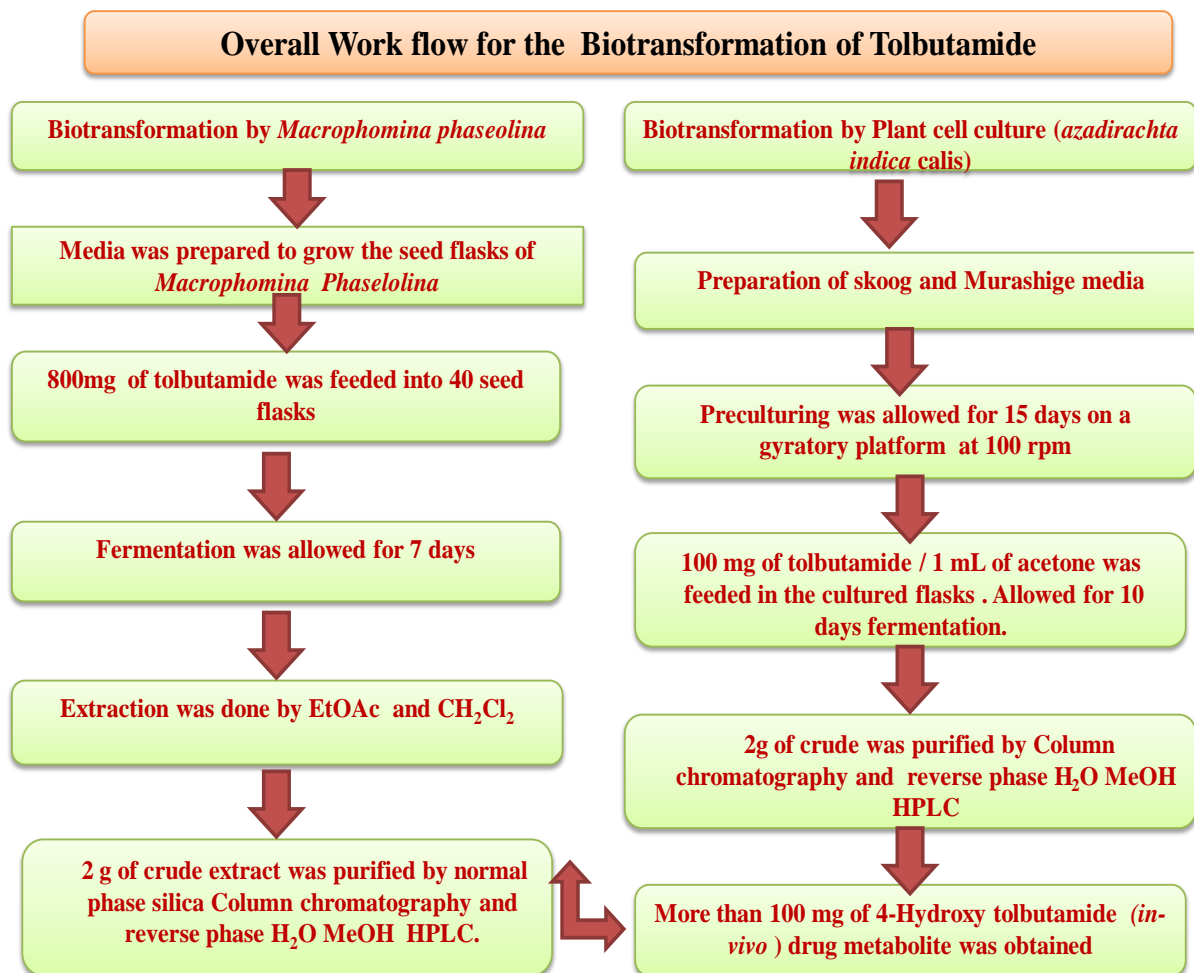 Overall Work flow for the Biotransformation of Tolbutamide
Biotransformation by Macrophomina phaseolina
Media was prepared to grow the seed flasks of
Macrophomina Phaselolina
800mg of tolbutamide was feeded into 40 seed
flasks
Fermentation was allowed for 7 days
Extraction was done by EtOAc and CH₂Cl₂
2 g of crude extract was purified by normal
phase silica Column chromatography and
reverse phase H₂O MeOH HPLC.
Biotransformation by Plant cell culture (azadirachta
indica calis)
Preparation of skoog and Murashige media
Preculturing was allowed for 15 days on a
gyratory platform at 100 rpm
100 mg of tolbutamide / 1 mL of acetone was
feeded in the cultured flasks . Allowed for 10
days fermentation.
2g of crude was purified by Column
chromatography and reverse phase H₂O MeOH
HPLC
More than 100 mg of 4-Hydroxy tolbutamide (in-
vivo ) drug metabolite was obtained